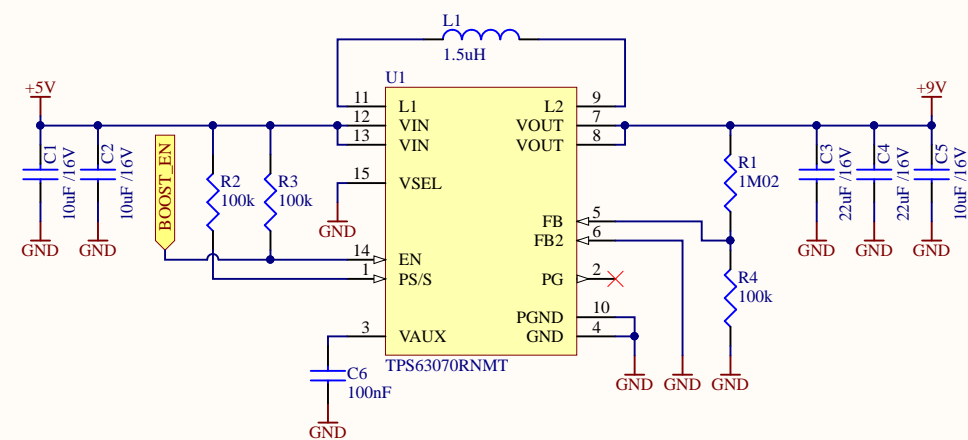 L1
1.5uH
U1
+5V
+9V
11
L1
L2
9
12
VIN
VOUT
7
13
VIN
VOUT
8
C1
10uF /16V
C2
10uF /16V
BOOST_EN
R2
100k
R3
100k
15
VSEL
GND
R1
1M02
C3
22uF /16V
C4
22uF /16V
C5
10uF /16V
FB
5
FB2
6
GND
GND
GND
GND
GND
14
EN
1
PS/S
PG
2
R4
100k
PGND
10
3
VAUX
GND
4
TPS63070RNMT
C6
100nF
GND
GND
GND
GND